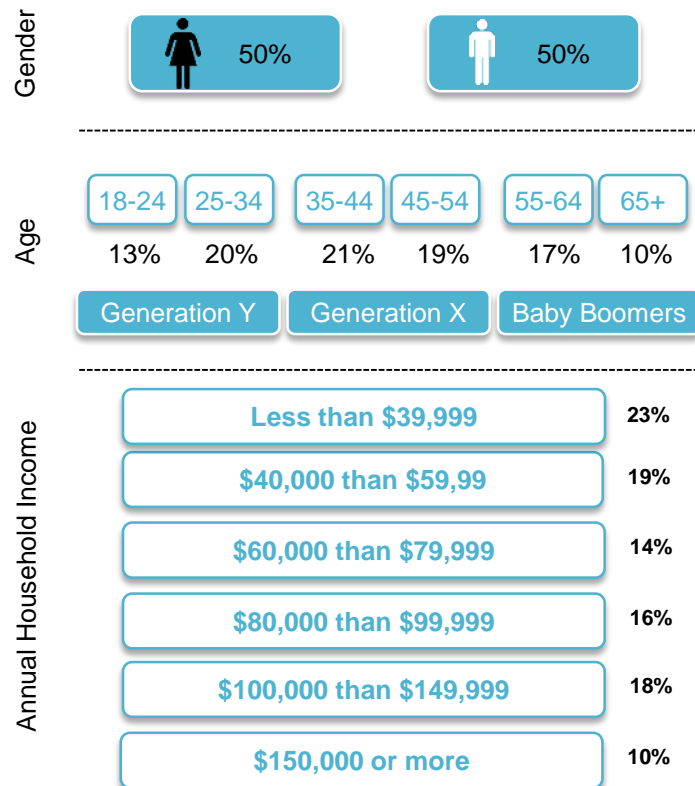 Gender
50%
50%
Age
18-24 25-34 35-44 45-54 55-64 65+
13% 20% 21% 19% 17% 10%
Generation Y Generation X Baby Boomers
Annual Household Income
Less than $39,999 23%
$40,000 than $59,99 19%
$60,000 than $79,999 14%
$80,000 than $99,999 16%
$100,000 than $149,999 18%
$150,000 or more 10%